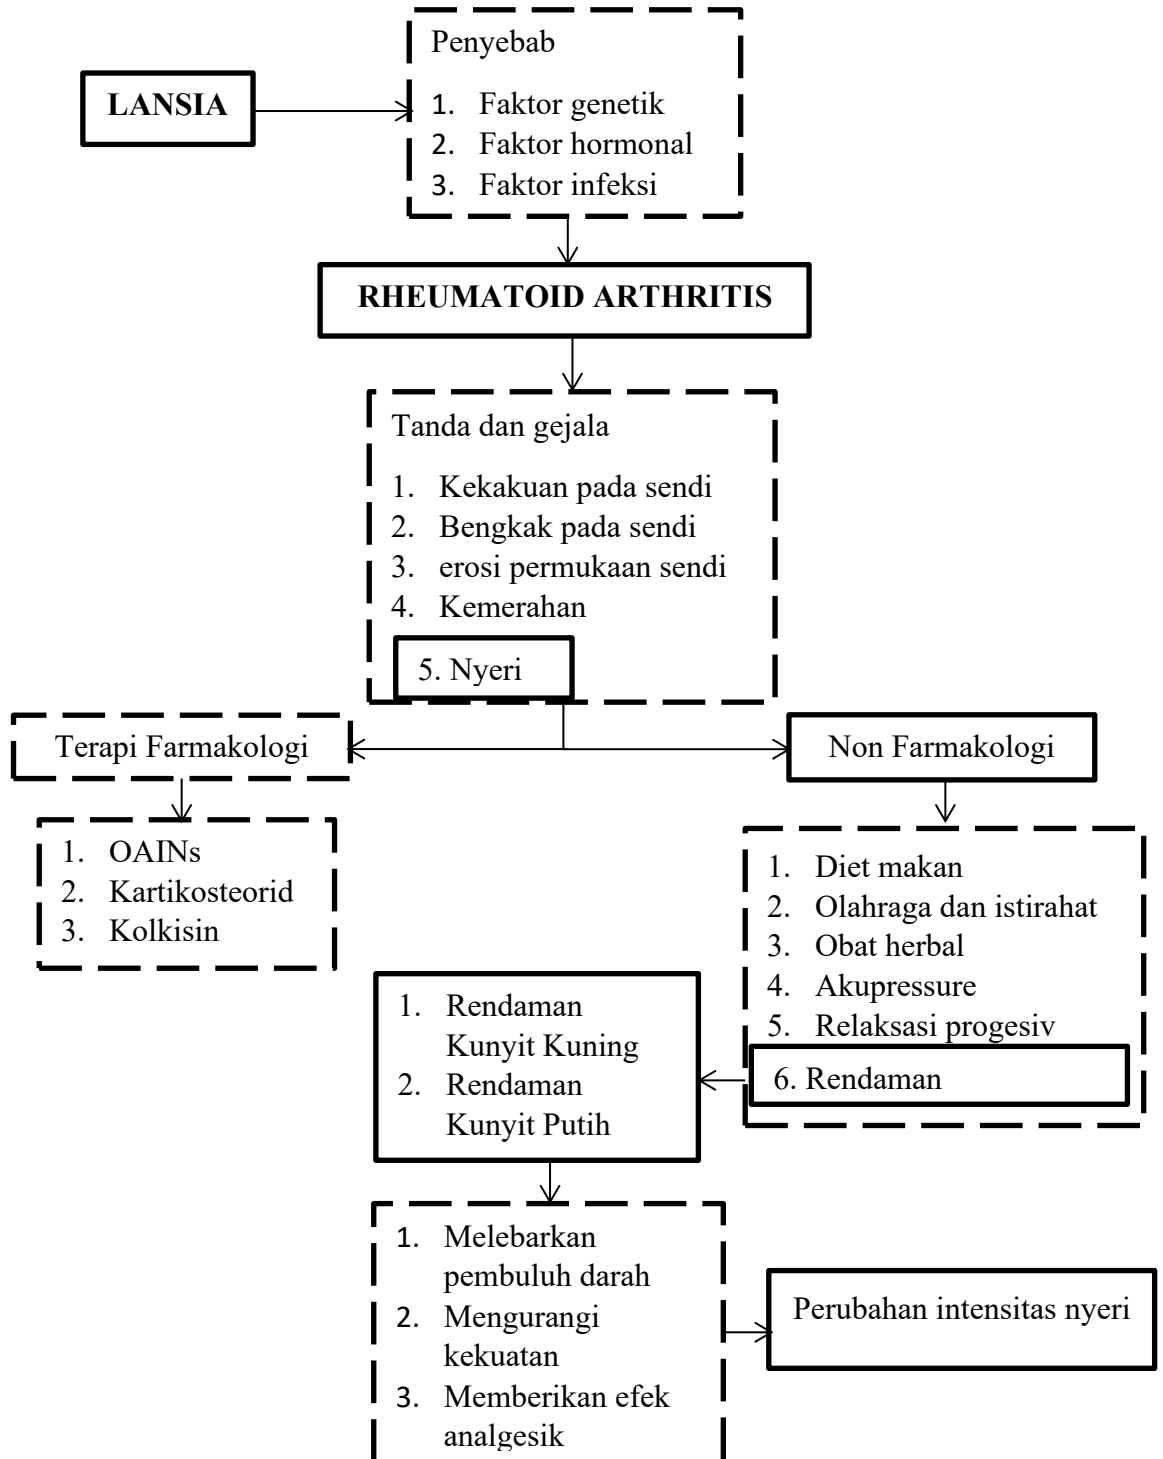 Penyebab
LANSIA
1. Faktor genetik
2. Faktor hormonal
3. Faktor infeksi
RHEUMATOID ARTHRITIS
Tanda dan gejala
1. Kekakuan pada sendi
2. Bengkak pada sendi
3. erosi permukaan sendi
4. Kemerahan
5. Nyeri
Terapi Farmakologi
Non Farmakologi
1. OAINs
2. Kartikosteorid
3. Kolkisin
1. Diet makan
2. Olahraga dan istirahat
3. Obat herbal
4. Akupressure
5. Relaksasi progesiv
6. Rendaman
1. Rendaman
Kunyit Kuning
2. Rendaman
Kunyit Putih
1. Melebarkan
pembuluh darah
2. Mengurangi
kekuatan
3. Memberikan efek
analgesik
Perubahan intensitas nyeri